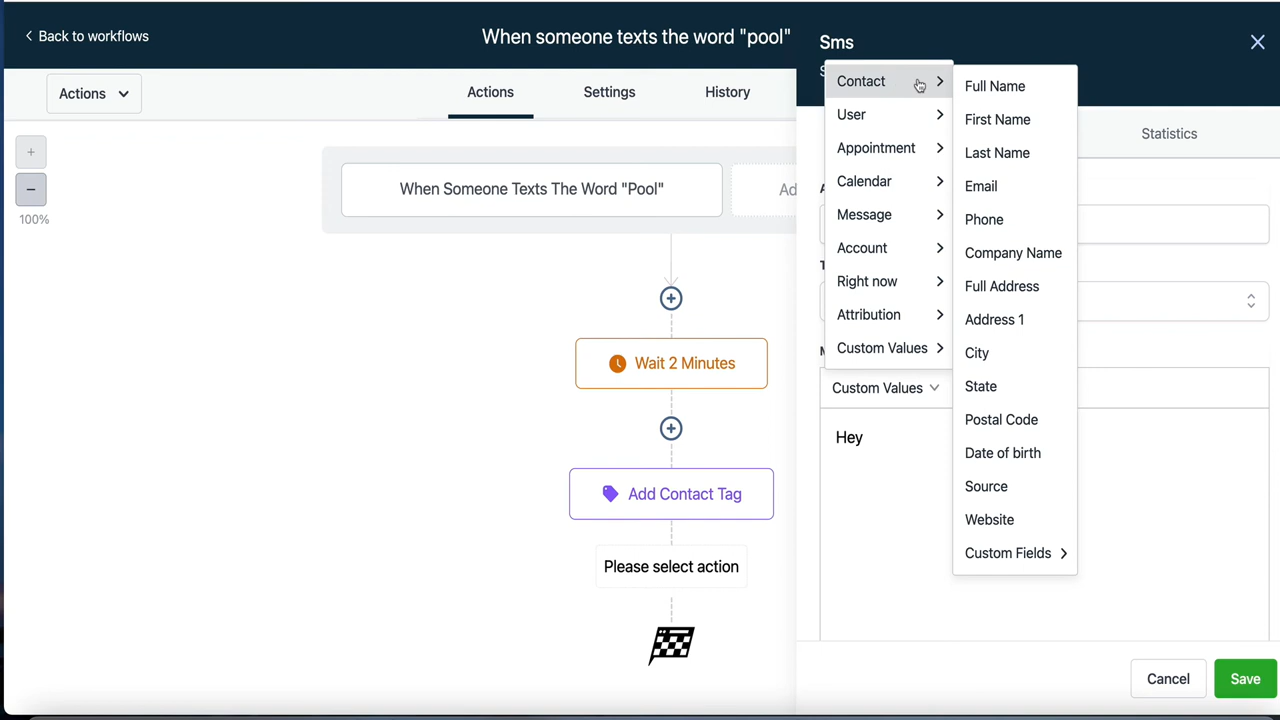 Back to workflows
When someone texts the word "pool"
Sms
Actions
Actions
Settings
History
Statistics
+
−
100%
When Someone Texts The Word "Pool"
Ad
Wait 2 Minutes
Add Contact Tag
Please select action
Contact
User
Appointment
Calendar
Message
Account
Right now
Attribution
Custom Values
Full Name
First Name
Last Name
Email
Phone
Company Name
Full Address
Address 1
City
State
Postal Code
Date of birth
Source
Website
Custom Fields
Custom Values
Hey
Cancel
Save